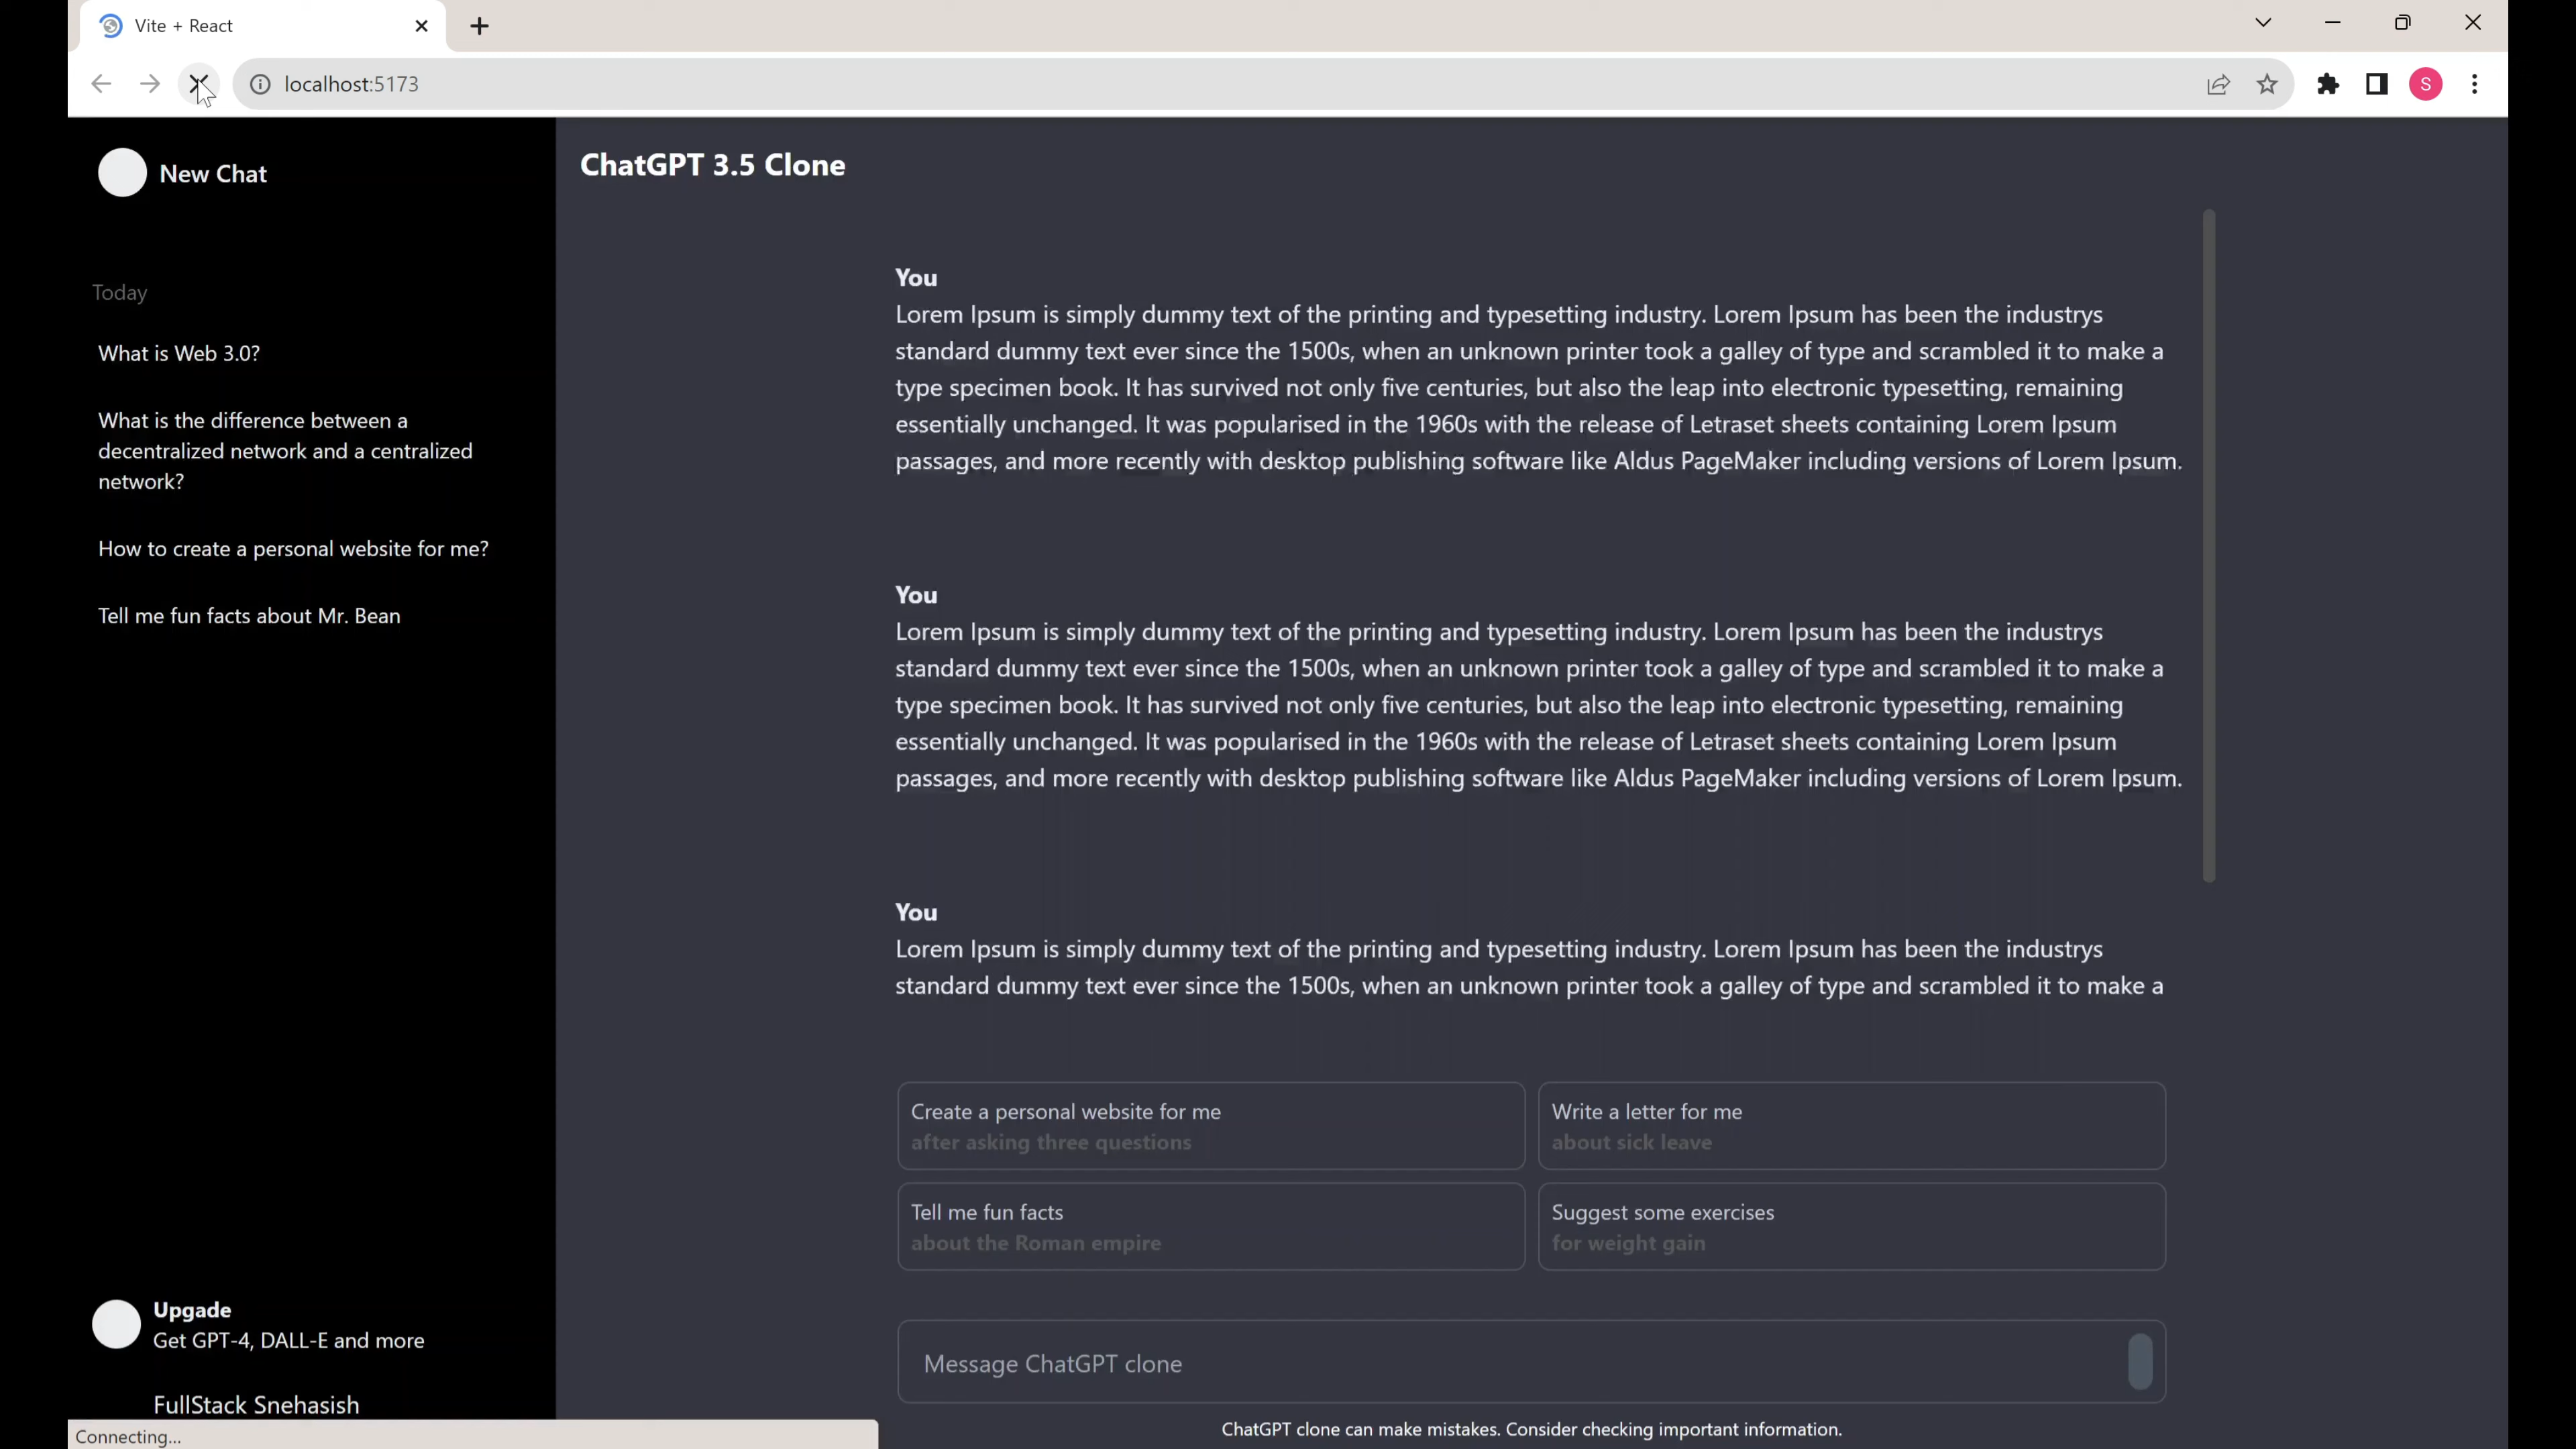 Vite + React
localhost:5173
S
New Chat
Today
What is Web 3.0?
What is the difference between a
decentralized network and a centralized
network?
How to create a personal website for me?
Tell me fun facts about Mr. Bean
Upgade
Get GPT-4, DALL-E and more
FullStack Snehasish
Connecting...
ChatGPT 3.5 Clone
You
Lorem Ipsum is simply dummy text of the printing and typesetting industry. Lorem Ipsum has been the industrys
standard dummy text ever since the 1500s, when an unknown printer took a galley of type and scrambled it to make a
type specimen book. It has survived not only five centuries, but also the leap into electronic typesetting, remaining
essentially unchanged. It was popularised in the 1960s with the release of Letraset sheets containing Lorem Ipsum
passages, and more recently with desktop publishing software like Aldus PageMaker including versions of Lorem Ipsum.
You
Lorem Ipsum is simply dummy text of the printing and typesetting industry. Lorem Ipsum has been the industrys
standard dummy text ever since the 1500s, when an unknown printer took a galley of type and scrambled it to make a
type specimen book. It has survived not only five centuries, but also the leap into electronic typesetting, remaining
essentially unchanged. It was popularised in the 1960s with the release of Letraset sheets containing Lorem Ipsum
passages, and more recently with desktop publishing software like Aldus PageMaker including versions of Lorem Ipsum.
You
Lorem Ipsum is simply dummy text of the printing and typesetting industry. Lorem Ipsum has been the industrys
standard dummy text ever since the 1500s, when an unknown printer took a galley of type and scrambled it to make a
Create a personal website for me
after asking three questions
Write a letter for me
about sick leave
Tell me fun facts
about the Roman empire
Suggest some exercises
for weight gain
Message ChatGPT clone
ChatGPT clone can make mistakes. Consider checking important information.